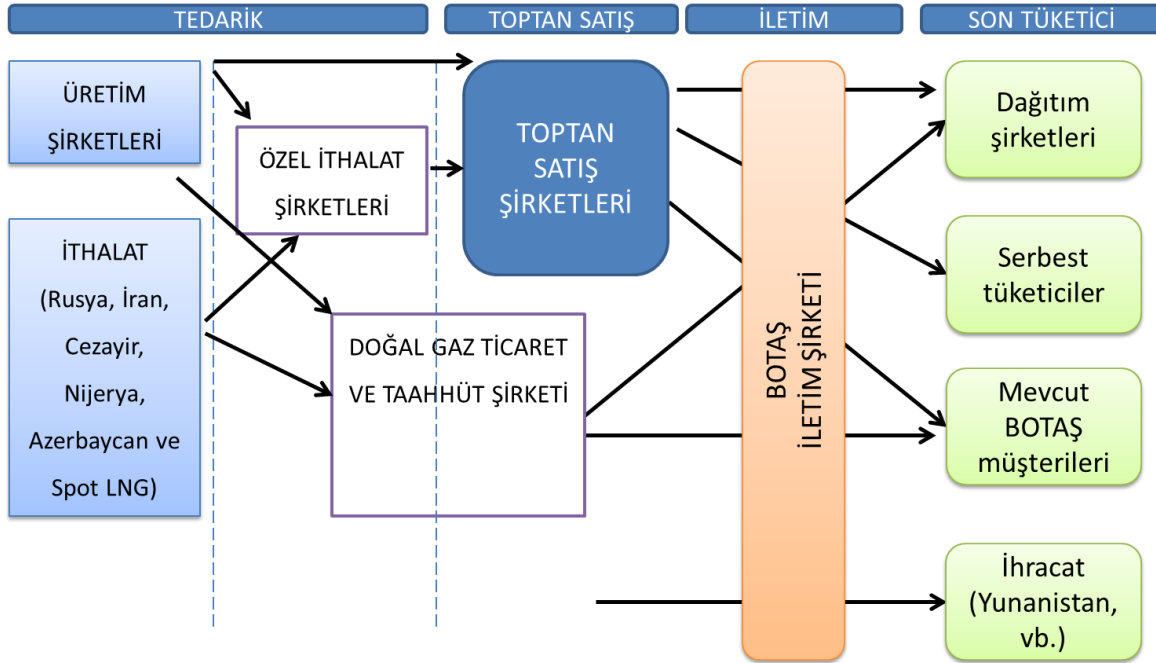 TEDARİK
TOPTAN SATIŞ
İLETİM
SON TÜKETİCİ
ÜRETİM
ŞİRKETLERİ
İTHALAT
(Rusya, İran,
Cezayir,
Nijerya,
Azerbaycan ve
Spot LNG)
ÖZEL İTHALAT
ŞİRKETLERİ
DOĞAL GAZ TİCARET
VE TAAHHÜT ŞİRKETİ
TOPTAN
SATIŞ
ŞİRKETLERİ
BOTAŞ
İLETİM ŞİRKETİ
Dağıtım
şirketleri
Serbest
tüketiciler
Mevcut
BOTAŞ
müşterileri
İhracat
(Yunanistan,
vb.)